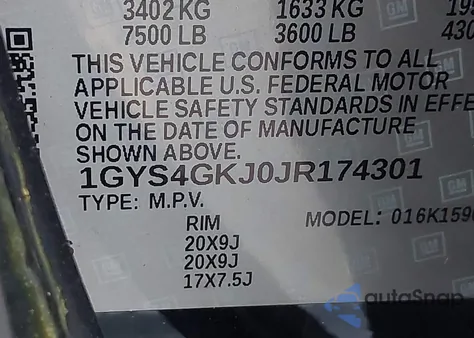 3402 KG 1633 KG
7500 LB 3600 LB
THIS VEHICLE CONFORMS TO ALL
APPLICABLE U.S. FEDERAL MOTOR
VEHICLE SAFETY STANDARDS IN EFFE
ON THE DATE OF MANUFACTURE
SHOWN ABOVE.
1GYS4GKJ0JR174301
TYPE: M.P.V.
RIM MODEL: 016K159
20X9J
20X9J
17X7.5J
GM
autoSnap